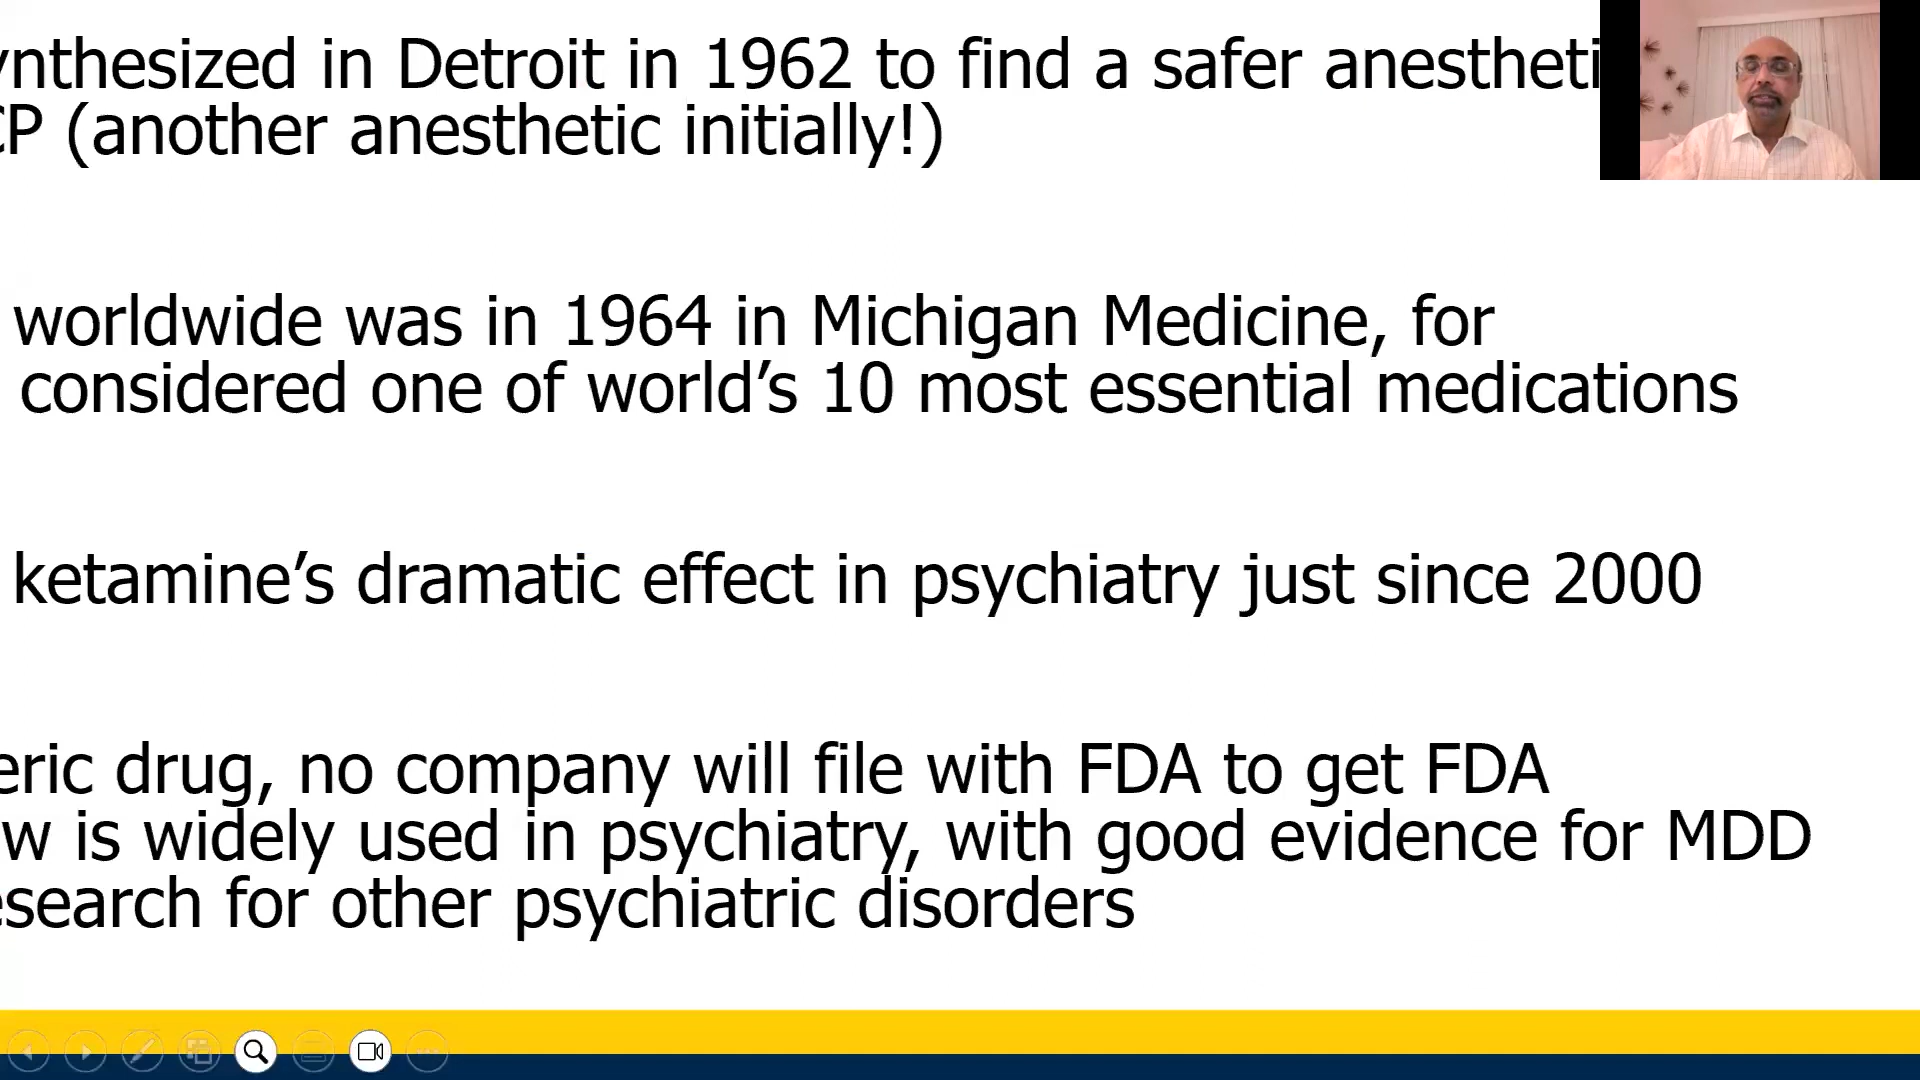 ynthesized in Detroit in 1962 to find a safer anestheti
CP (another anesthetic initially!)
worldwide was in 1964 in Michigan Medicine, for
considered one of world’s 10 most essential medications
ketamine’s dramatic effect in psychiatry just since 2000
eric drug, no company will file with FDA to get FDA
w is widely used in psychiatry, with good evidence for MDD
esearch for other psychiatric disorders